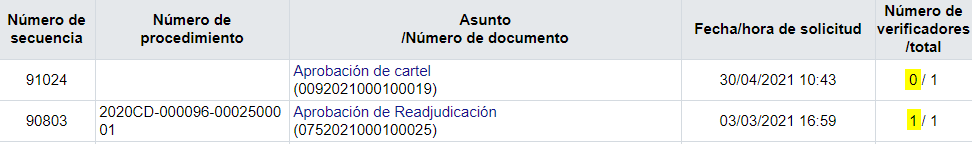 Número de secuencia
Número de procedimiento
Asunto
/Número de documento
Fecha/hora de solicitud
Número de verificadores /total
91024
Aprobación de cartel
(0092021000100019)
30/04/2021 10:43
0 / 1
90803
2020CD-000096-00025000
01
Aprobación de Readjudicación
(0752021000100025)
03/03/2021 16:59
1 / 1